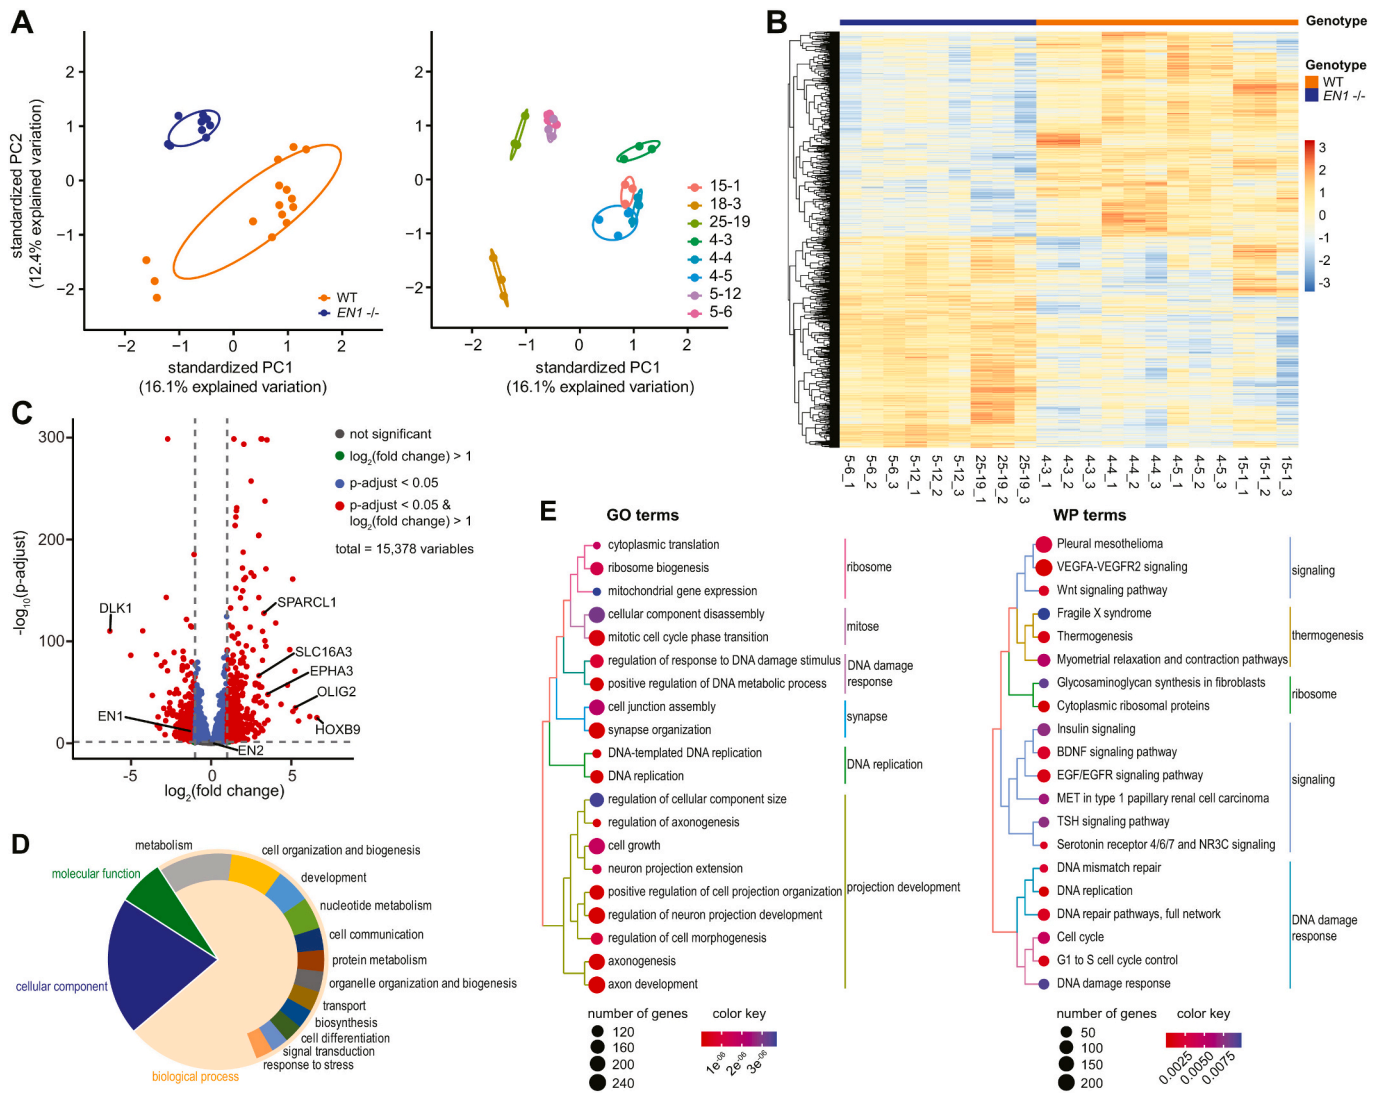 A
standardized PC2
(12.4% explained variation)
2
1
0
−1
−2
−2
−1
0
1
2
standardized PC1
(16.1% explained variation)
WT
EN1 -/-
2
1
0
−1
−2
−2
−1
0
1
2
standardized PC1
(16.1% explained variation)
15-1
18-3
25-19
4-3
4-4
4-5
5-12
5-6
B
Genotype
Genotype
WT
EN1 -/-
3
2
1
0
-1
-2
-3
5-6_1
5-6_2
5-6_3
5-12_1
5-12_2
5-12_3
25-19_1
25-19_2
25-19_3
4-3_1
4-3_2
4-3_3
4-4_1
4-4_2
4-4_3
4-5_1
4-5_2
4-5_3
15-1_1
15-1_2
15-1_3
C
-log10(p-adjust)
300
200
100
0
-5
0
5
log2(fold change)
DLK1
EN1
SPARCL1
SLC16A3
EPHA3
OLIG2
HOXB9
EN2
not significant
log2(fold change) > 1
p-adjust < 0.05
p-adjust < 0.05 &
log2(fold change) > 1
total = 15,378 variables
D
metabolism
cell organization and biogenesis
development
nucleotide metabolism
cell communication
protein metabolism
organelle organization and biogenesis
transport
biosynthesis
cell differentiation
signal transduction
response to stress
molecular function
cellular component
biological process
E
GO terms
cytoplasmic translation
ribosome biogenesis
mitochondrial gene expression
cellular component disassembly
mitotic cell cycle phase transition
regulation of response to DNA damage stimulus
positive regulation of DNA metabolic process
cell junction assembly
synapse organization
DNA-templated DNA replication
DNA replication
regulation of cellular component size
regulation of axonogenesis
cell growth
neuron projection extension
positive regulation of cell projection organization
regulation of neuron projection development
regulation of cell morphogenesis
axonogenesis
axon development
ribosome
mitose
DNA damage
response
synapse
DNA replication
projection development
number of genes
120
160
200
240
color key
1e-06
2e-06
3e-06
WP terms
Pleural mesothelioma
VEGFA-VEGFR2 signaling
Wnt signaling pathway
Fragile X syndrome
Thermogenesis
Myometrial relaxation and contraction pathways
Glycosaminoglycan synthesis in fibroblasts
Cytoplasmic ribosomal proteins
Insulin signaling
BDNF signaling pathway
EGF/EGFR signaling pathway
MET in type 1 papillary renal cell carcinoma
TSH signaling pathway
Serotonin receptor 4/6/7 and NR3C signaling
DNA mismatch repair
DNA replication
DNA repair pathways, full network
Cell cycle
G1 to S cell cycle control
DNA damage response
signaling
thermogenesis
ribosome
signaling
DNA damage
response
number of genes
50
100
150
200
color key
0.0025
0.0050
0.0075